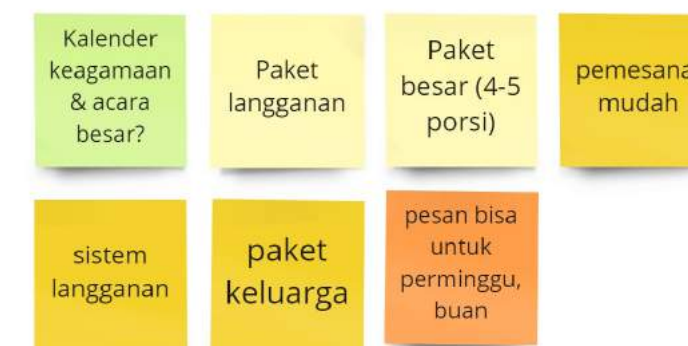 Kalender
keagamaan
& acara
besar?
Paket
langganan
Paket
besar (4-5
porsi)
pemesana
mudah
sistem
langganan
paket
keluarga
pesan bisa
untuk
perminggu,
buan